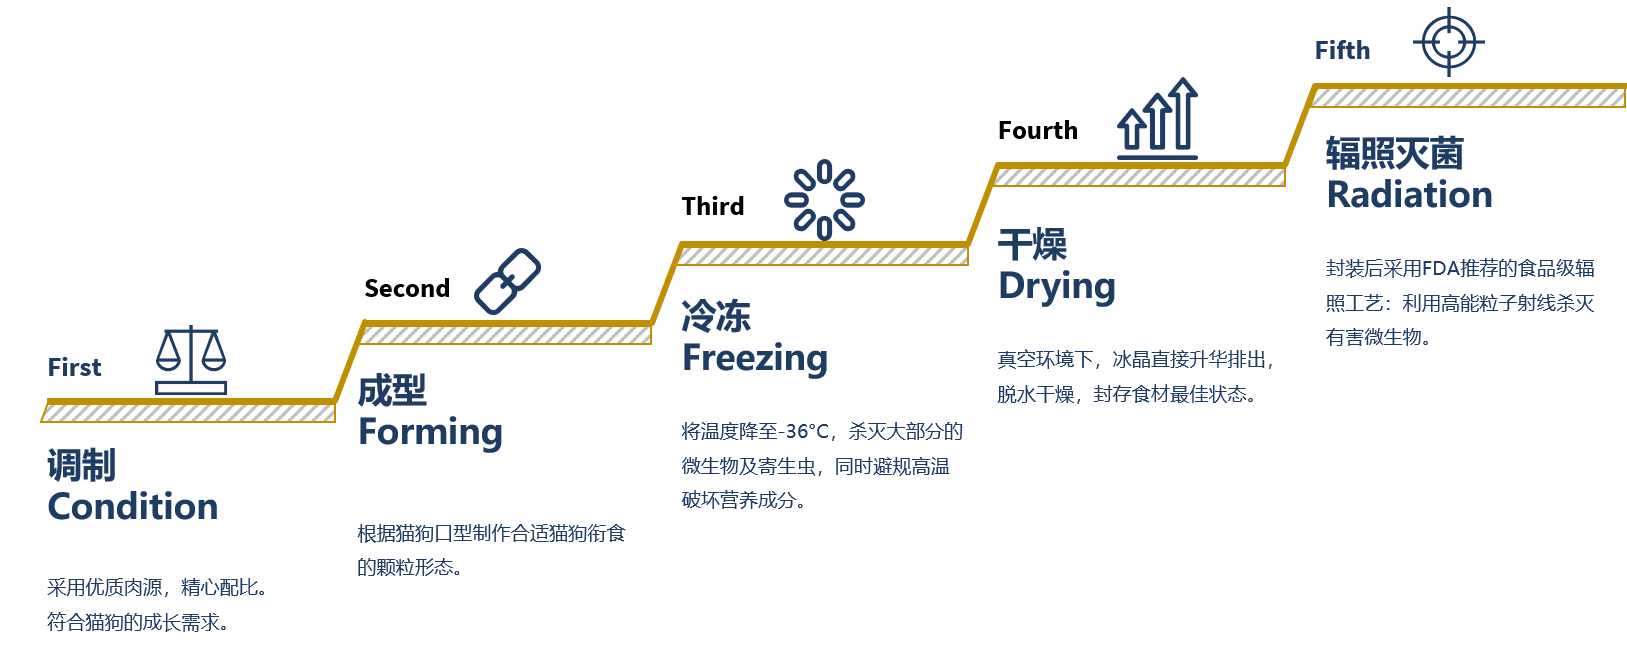 First
调制
Condition
采用优质肉源，精心配比。
符合猫狗的成长需求。
Second
成型
Forming
根据猫狗口型制作合适猫狗衔食
的颗粒形态。
Third
冷冻
Freezing
将温度降至-36°C，杀灭大部分的
微生物及寄生虫，同时避规高温
破坏营养成分。
Fourth
干燥
Drying
真空环境下，冰晶直接升华排出，
脱水干燥，封存食材最佳状态。
Fifth
辐照灭菌
Radiation
封装后采用FDA推荐的食品级辐
照工艺：利用高能粒子射线杀灭
有害微生物。